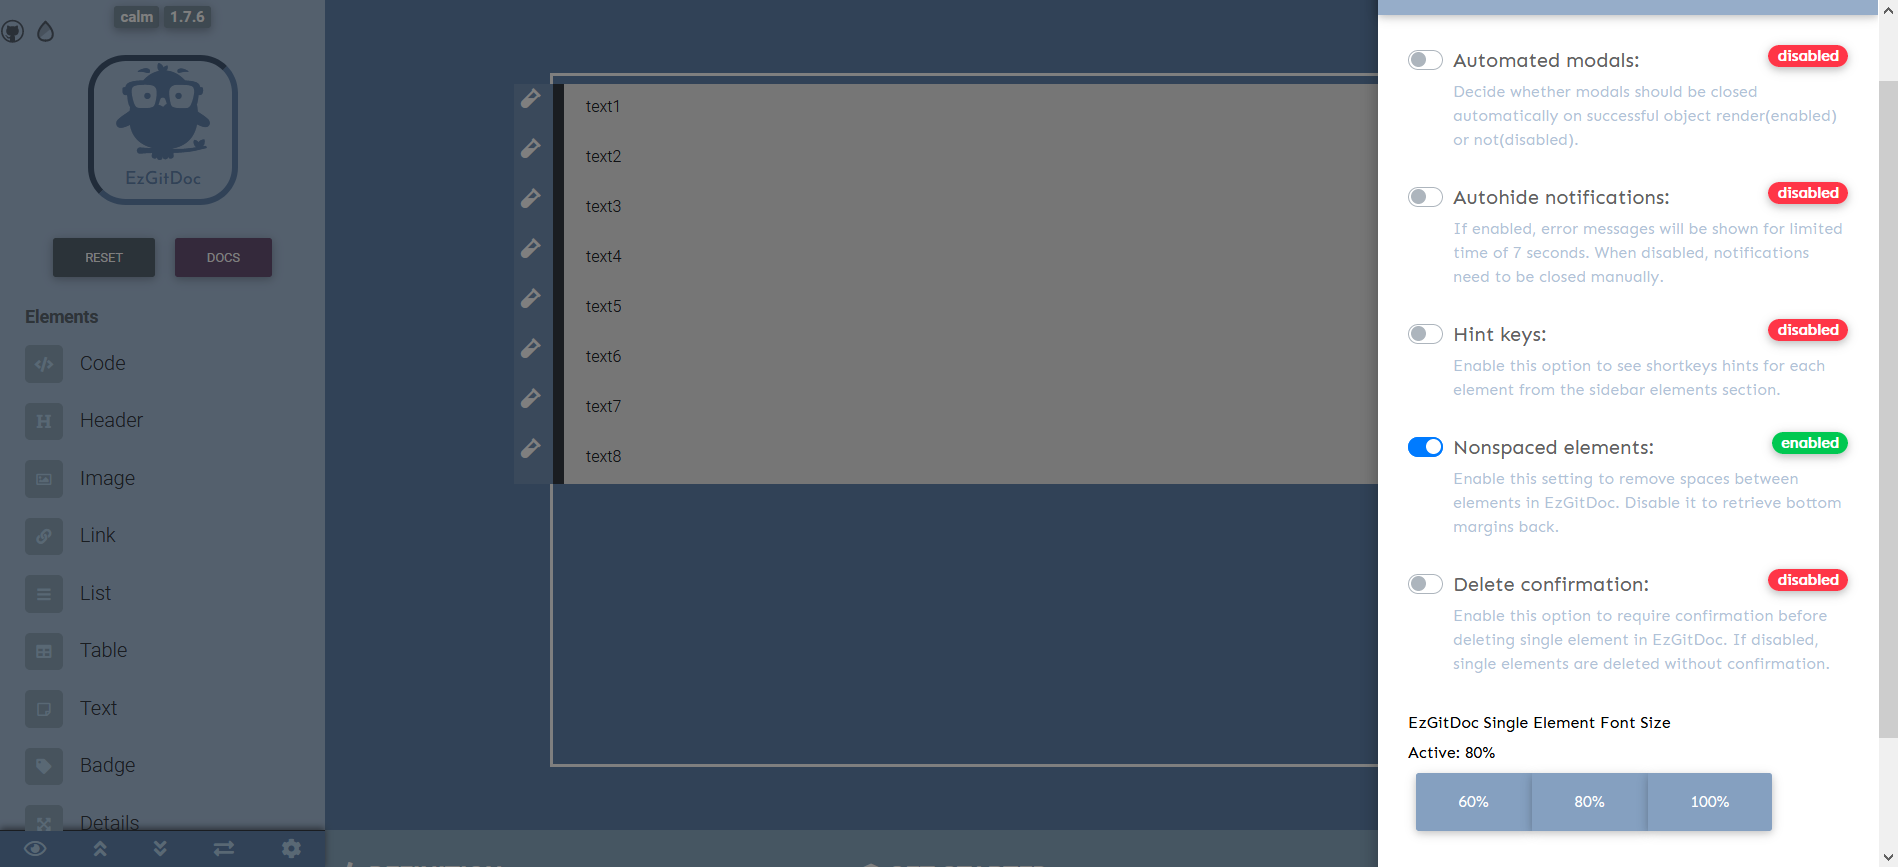 calm 1.7.6
EzGitDoc
RESET DOCS
Elements
Code
Header
Image
Link
List
Table
Text
Badge
Details
text1
text2
text3
text4
text5
text6
text7
text8
Automated modals: disabled
Decide whether modals should be closed
automatically on successful object render(enabled)
or not(disabled).
Autohide notifications: disabled
If enabled, error messages will be shown for limited
time of 7 seconds. When disabled, notifications
need to be closed manually.
Hint keys: disabled
Enable this option to see shortkeys hints for each
element from the sidebar elements section.
Nonspaced elements: enabled
Enable this setting to remove spaces between
elements in EzGitDoc. Disable it to retrieve bottom
margins back.
Delete confirmation: disabled
Enable this option to require confirmation before
deleting single element in EzGitDoc. If disabled,
single elements are deleted without confirmation.
EzGitDoc Single Element Font Size
Active: 80%
60% 80% 100%